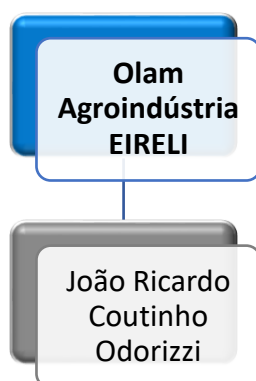 Olam
Agroindústria
EIRELI
João Ricardo
Coutinho
Odorizzi